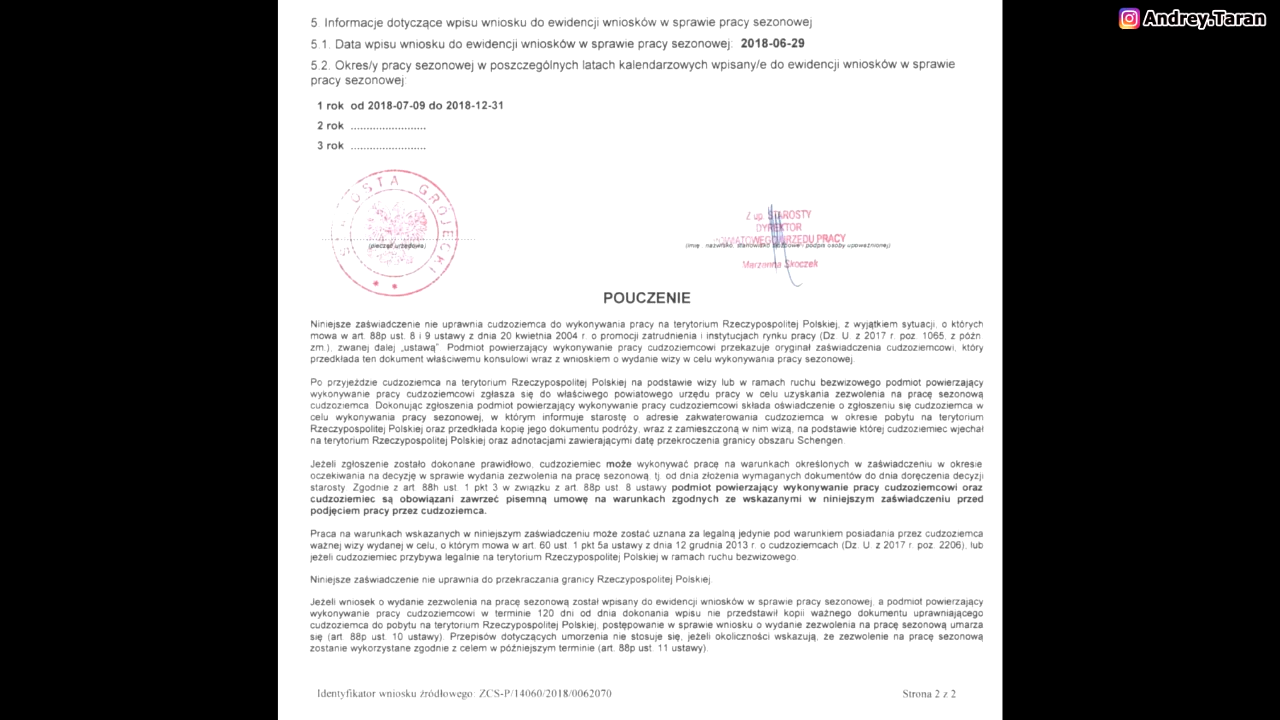 Andrey.Taran
5 Informacje dotyczące wpisu wniosku do ewidencji wniosków w sprawie pracy sezonowej
5.1. Data wpisu wniosku do ewidencji wniosków w sprawie pracy sezonowej: 2018-06-29
5.2. Okres/y pracy sezonowej w poszczególnych latach kalendarzowych wpisany/e do ewidencji wniosków w sprawie
pracy sezonowej:
1 rok od 2018-07-09 do 2018-12-31
2 rok ........................
3 rok ........................
STAROSTA GRÓJECKI
(pieczęć urzędowa)
Z up. STAROSTY
DYREKTOR
POWIATOWEGO URZĘDU PRACY
(imię, nazwisko, stanowisko służbowe i podpis osoby upoważnionej)
Marzanna Skoczek
POUCZENIE
Niniejsze zaświadczenie nie uprawnia cudzoziemca do wykonywania pracy na terytorium Rzeczypospolitej Polskiej, z wyjątkiem sytuacji, o których
mowa w art. 88p ust. 8 i 9 ustawy z dnia 20 kwietnia 2004 r. o promocji zatrudnienia i instytucjach rynku pracy (Dz. U. z 2017 r. poz. 1065, z późn.
zm.), zwanej dalej „ustawą”. Podmiot powierzający wykonywanie pracy cudzoziemcowi przekazuje oryginał zaświadczenia cudzoziemcowi, który
przedkłada ten dokument właściwemu konsulowi wraz z wnioskiem o wydanie wizy w celu wykonywania pracy sezonowej.
Po przyjeździe cudzoziemca na terytorium Rzeczypospolitej Polskiej na podstawie wizy lub w ramach ruchu bezwizowego podmiot powierzający
wykonywanie pracy cudzoziemcowi zgłasza się do właściwego powiatowego urzędu pracy w celu uzyskania zezwolenia na pracę sezonową
cudzoziemca. Dokonując zgłoszenia podmiot powierzający wykonywanie pracy cudzoziemcowi składa oświadczenie o zgłoszeniu się cudzoziemca w
celu wykonywania pracy sezonowej, w którym informuje starostę o adresie zakwaterowania cudzoziemca w okresie pobytu na terytorium
Rzeczypospolitej Polskiej oraz przedkłada kopię jego dokumentu podróży, wraz z zamieszczoną w nim wizą, na podstawie której cudzoziemiec wjechał
na terytorium Rzeczypospolitej Polskiej oraz adnotacjami zawierającymi datę przekroczenia granicy obszaru Schengen.
Jeżeli zgłoszenie zostało dokonane prawidłowo, cudzoziemiec może wykonywać pracę na warunkach określonych w zaświadczeniu w okresie
oczekiwania na decyzję w sprawie wydania zezwolenia na pracę sezonową, tj. od dnia złożenia wymaganych dokumentów do dnia doręczenia decyzji
starosty. Zgodnie z art. 88h ust. 1 pkt 3 w związku z art. 88p ust. 8 ustawy podmiot powierzający wykonywanie pracy cudzoziemcowi oraz
cudzoziemiec są obowiązani zawrzeć pisemną umowę na warunkach zgodnych ze wskazanymi w niniejszym zaświadczeniu przed
podjęciem pracy przez cudzoziemca.
Praca na warunkach wskazanych w niniejszym zaświadczeniu może zostać uznana za legalną jedynie pod warunkiem posiadania przez cudzoziemca
ważnej wizy wydanej w celu, o którym mowa w art. 60 ust. 1 pkt 5a ustawy z dnia 12 grudnia 2013 r. o cudzoziemcach (Dz. U. z 2017 r. poz. 2206), lub
jeżeli cudzoziemiec przybywa legalnie na terytorium Rzeczypospolitej Polskiej w ramach ruchu bezwizowego.
Niniejsze zaświadczenie nie uprawnia do przekraczania granicy Rzeczypospolitej Polskiej.
Jeżeli wniosek o wydanie zezwolenia na pracę sezonową został wpisany do ewidencji wniosków w sprawie pracy sezonowej, a podmiot powierzający
wykonywanie pracy cudzoziemcowi w terminie 120 dni od dnia dokonania wpisu nie przedstawił kopii ważnego dokumentu uprawniającego
cudzoziemca do pobytu na terytorium Rzeczypospolitej Polskiej, postępowanie w sprawie wniosku o wydanie zezwolenia na pracę sezonową umarza
się (art. 88p ust. 10 ustawy). Przepisów dotyczących umorzenia nie stosuje się, jeżeli okoliczności wskazują, że zezwolenie na pracę sezonową
zostanie wykorzystane zgodnie z celem w późniejszym terminie (art. 88p ust. 11 ustawy).
Identyfikator wniosku źródłowego: ZCS-P/14060/2018/0062070
Strona 2 z 2